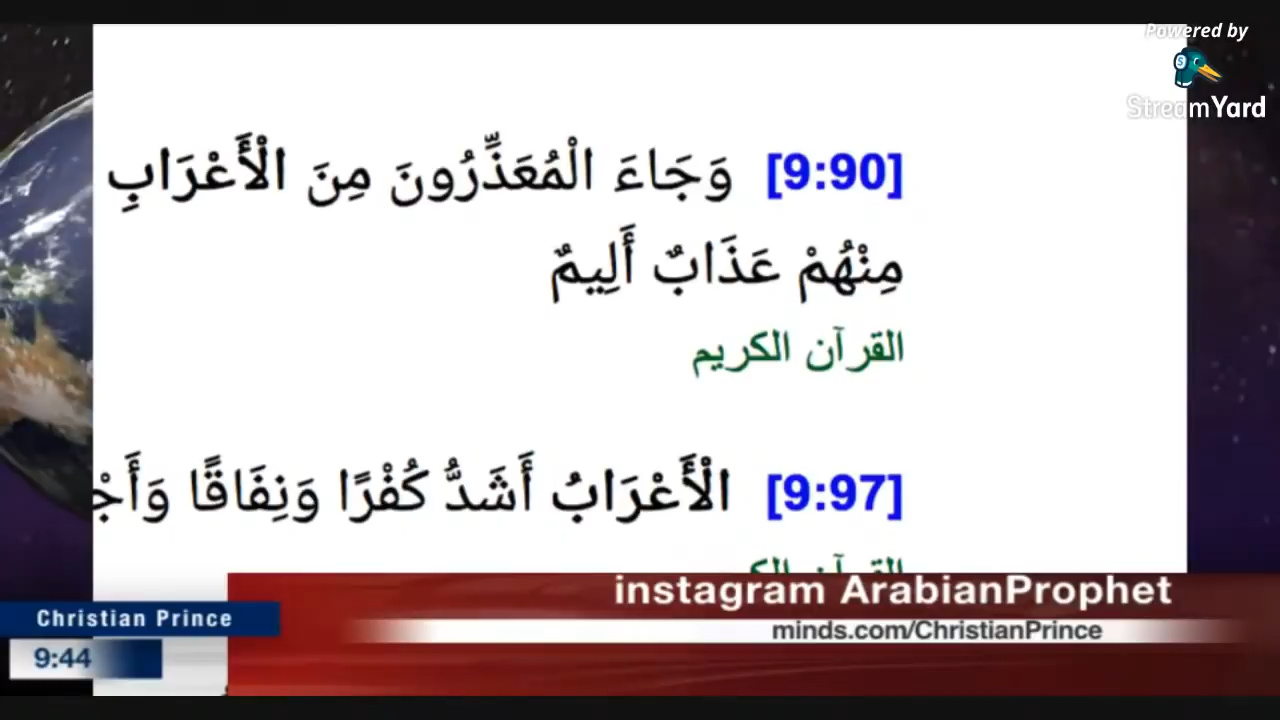 Powered by
StreamYard
[9:90] وَجَاءَ الْمُعَذِّرُونَ مِنَ الْأَعْرَابِ
مِنْهُمْ عَذَابٌ أَلِيمٌ
القرآن الكريم
[9:97] الْأَعْرَابُ أَشَدُّ كُفْرًا وَنِفَاقًا
instagram ArabianProphet
minds.com/ChristianPrince
Christian Prince
9:44